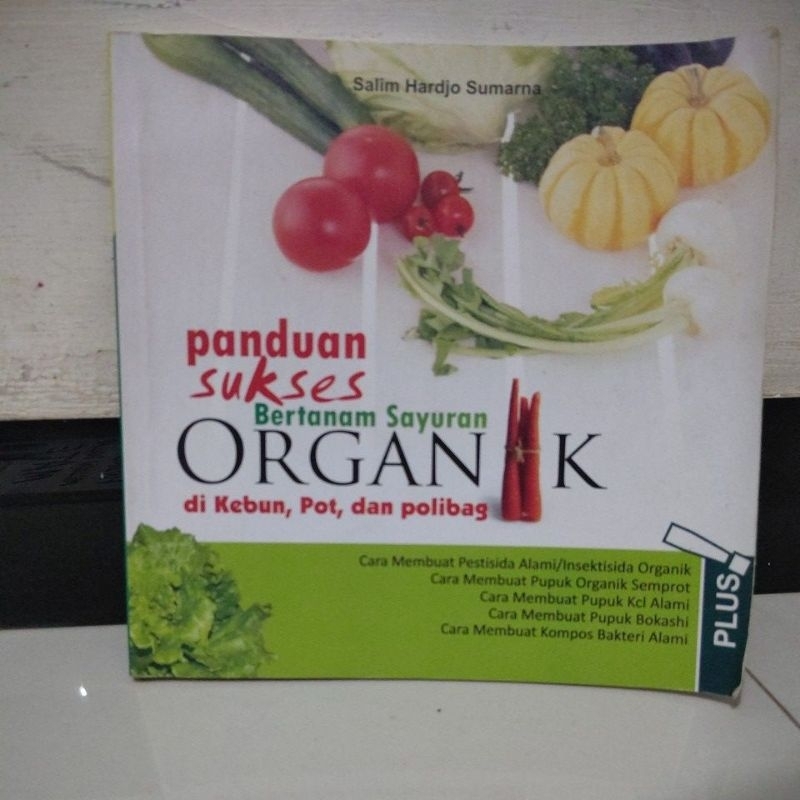 Salim Hardjo Sumarna
panduan
sukses
Bertanam Sayuran
ORGANIK
di Kebun, Pot, dan polibag
Cara Membuat Pestisida Alami/Insektisida Organik
Cara Membuat Pupuk Organik Semprot
Cara Membuat Pupuk Kcl Alami
Cara Membuat Pupuk Bokashi
Cara Membuat Kompos Bakteri Alami
PLUS!